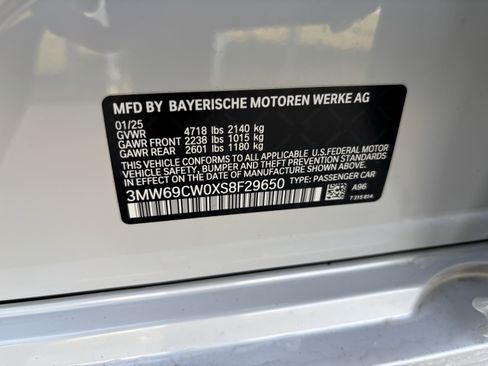 MFD BY BAYERISCHE MOTOREN WERKE AG
01/25
GVWR 4718 lbs 2140 kg
GAWR FRONT 2238 lbs 1015 kg
GAWR REAR 2601 lbs 1180 kg
THIS VEHICLE CONFORMS TO ALL APPLICABLE U.S. FEDERAL MOTOR
VEHICLE SAFETY, BUMPER AND THEFT PREVENTION STANDARDS IN
EFFECT ON THE DATE OF MANUFACTURE SHOWN ABOVE.
3MW69CW0XS8F29650 TYPE: PASSENGER CAR
A96
7 315 814